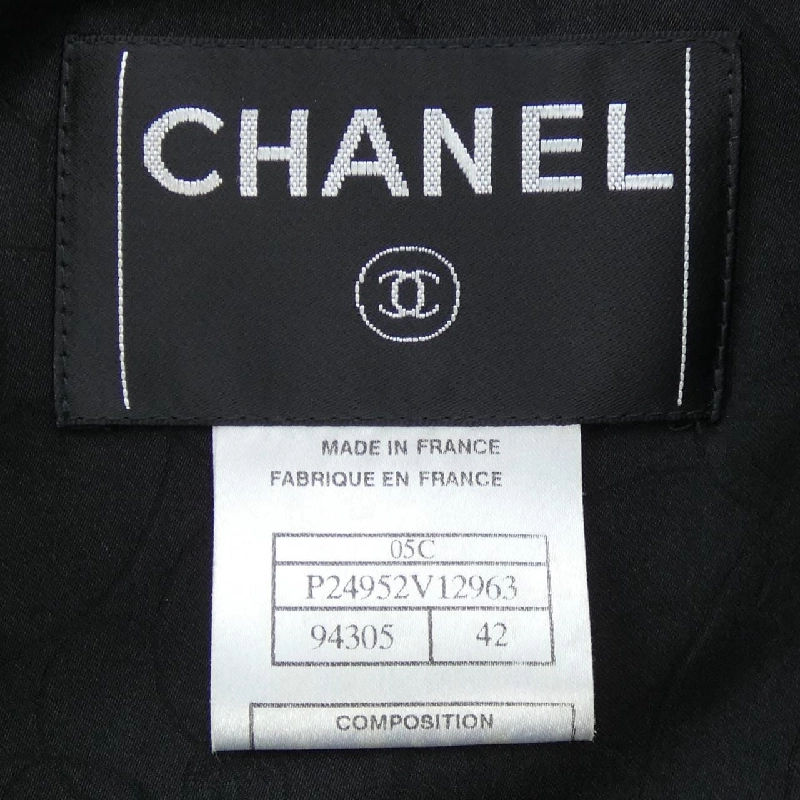 CHANEL
MADE IN FRANCE
FABRIQUE EN FRANCE
05C
P24952V12963
94305 42
COMPOSITION